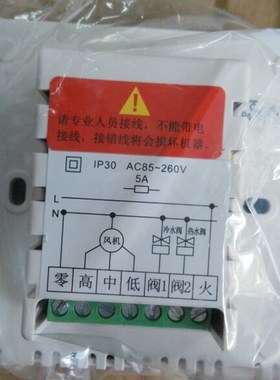 请专业人员接线，不能带电
接线，接错线将会损坏机器。
IP30 AC85~260V
5A
L
N
冷水阀 热水阀
风机
零 高 中 低 阀1 阀2 火